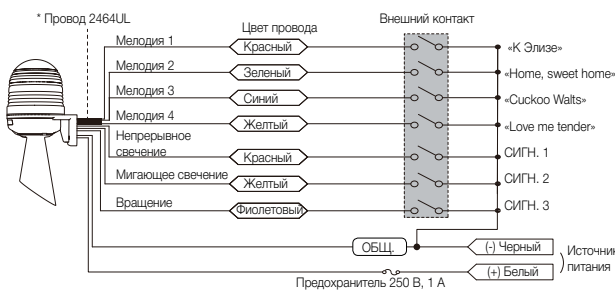 * Провод 2464UL
Цвет провода
Внешний контакт
Мелодия 1 Красный «К Элизе»
Мелодия 2 Зеленый «Home, sweet home»
Мелодия 3 Синий «Cuckoo Walts»
Мелодия 4 Желтый «Love me tender»
Непрерывное
свечение Красный СИГН. 1
Мигающее свечение Желтый СИГН. 2
Вращение Фиолетовый СИГН. 3
ОБЩ. (-) Черный
Источник
питания
(+) Белый
Предохранитель 250 В, 1 А